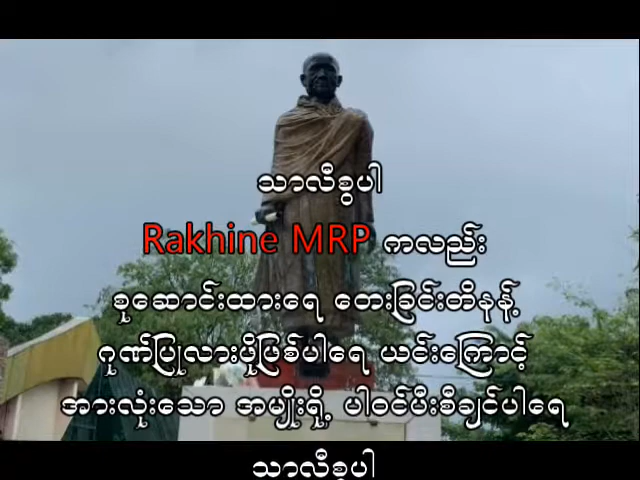 သာလီစွပါ
Rakhine MRP ကလည်း
စုဆောင်းထားရေ တေးခြင်းတိနန့်
ဂုဏ်ပြုလားဖို့ဖြစ်ပါရေ ယင်းကြောင့်
အားလုံးသော အမျိုးရို့ ပါဝင်ပီးစီချင်ပါရေ
သာလီစွပါ